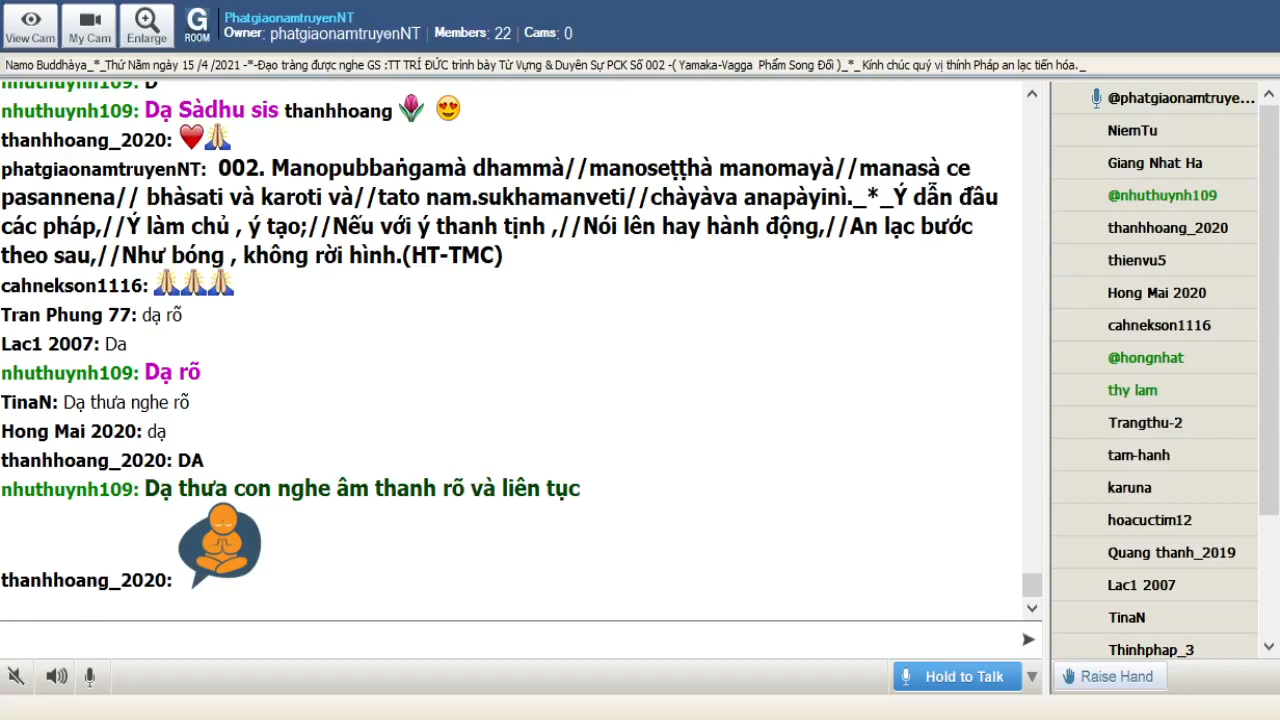 View Cam
My Cam
Enlarge
G
ROOM
PhatgiaonamtruyenNT
Owner: phatgiaonamtruyenNT | Members: 22 | Cams: 0
Namo Buddhàya_*_Thứ Năm ngày 15 /4 /2021 -*-Đạo tràng được nghe GS :TT TRÍ ĐỨC trình bày Từ Vựng & Duyên Sự PCK Số 002 -( Yamaka-Vagga Phẩm Song Đối )_*_ Kính chúc quý vị thính Pháp an lạc tiến hóa._
nhuthuynh109: D
nhuthuynh109: Dạ Sàdhu sis thanhhoang
thanhhoang_2020:
phatgiaonamtruyenNT: 002. Manopubbaṅgamà dhammà//manoseṭṭhà manomayà//manasà ce
pasannena// bhàsati và karoti và//tato nam.sukhamanveti//chàyàva anapàyinì._*_Ý dẫn đầu
các pháp,//Ý làm chủ , ý tạo;//Nếu với ý thanh tịnh ,//Nói lên hay hành động,//An lạc bước
theo sau,//Như bóng , không rời hình.(HT-TMC)
cahnekson1116:
Tran Phung 77: dạ rõ
Lac1 2007: Da
nhuthuynh109: Dạ rõ
TinaN: Dạ thưa nghe rõ
Hong Mai 2020: dạ
thanhhoang_2020: DA
nhuthuynh109: Dạ thưa con nghe âm thanh rõ và liên tục
thanhhoang_2020:
@phatgiaonamtruye...
NiemTu
Giang Nhat Ha
@nhuthuynh109
thanhhoang_2020
thienvu5
Hong Mai 2020
cahnekson1116
@hongnhat
thy lam
Trangthu-2
tam-hanh
karuna
hoacuctim12
Quang thanh_2019
Lac1 2007
TinaN
Thinhphap_3
Hold to Talk
Raise Hand